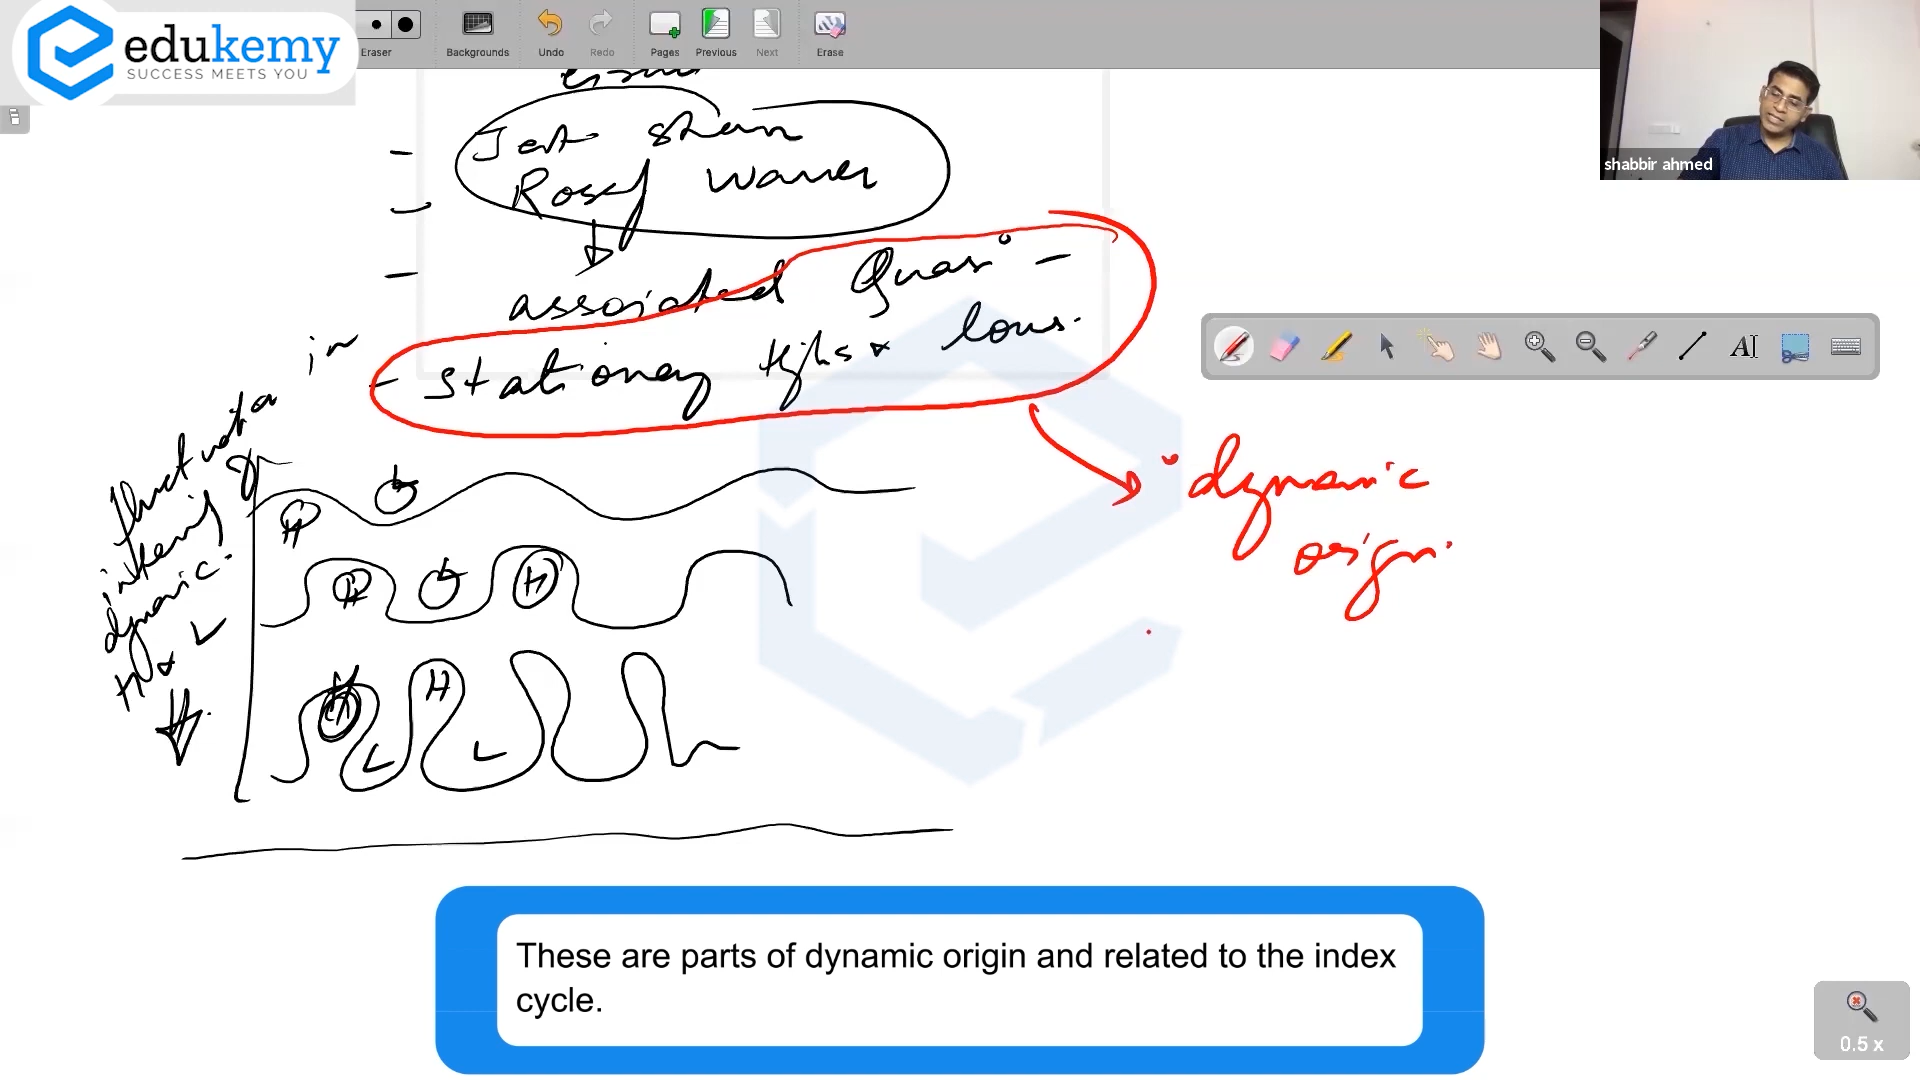 edukemy
SUCCESS MEETS YOU
Eraser
Backgrounds
Undo
Redo
Pages
Previous
Next
Erase
shabbir ahmed
- Jet
- Rossy waves
- associated Quasi-
- stationary Highs & lows.
in
fluctuation
intensity of
dynamic
H & L
"dynamic
origin.
H L
H L H
H H
L L
These are parts of dynamic origin and related to the index
cycle.
0.5 x